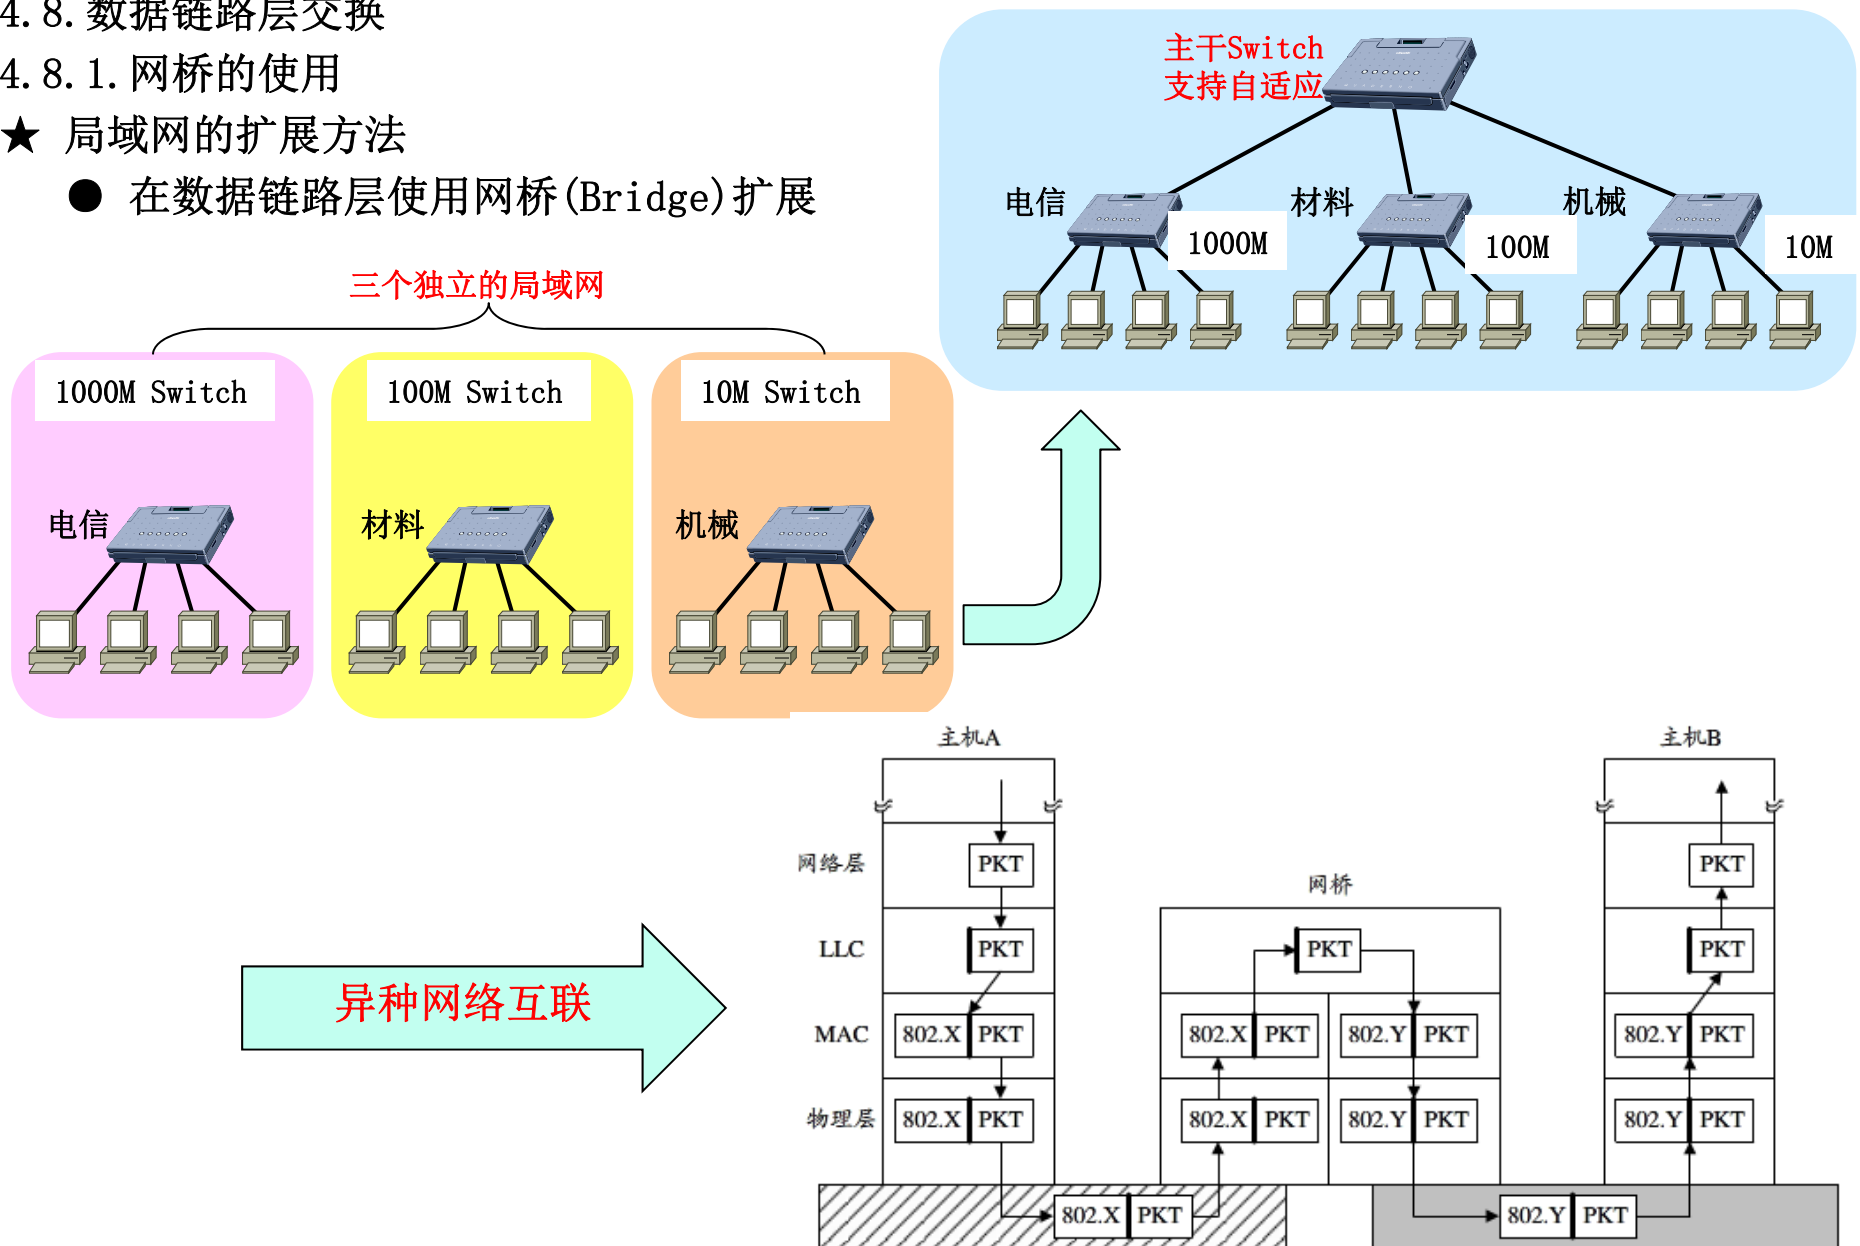 4.8.数据链路层交换
4.8.1.网桥的使用
★ 局域网的扩展方法
● 在数据链路层使用网桥(Bridge)扩展
主干Switch
支持自适应
电信
1000M
材料
100M
机械
10M
三个独立的局域网
1000M Switch
100M Switch
10M Switch
电信
材料
机械
异种网络互联
主机A
主机B
网络层
PKT
PKT
网桥
LLC
PKT
PKT
PKT
MAC
802.X PKT
802.X PKT
802.Y PKT
802.Y PKT
物理层
802.X PKT
802.X PKT
802.Y PKT
802.Y PKT
802.X PKT
802.Y PKT